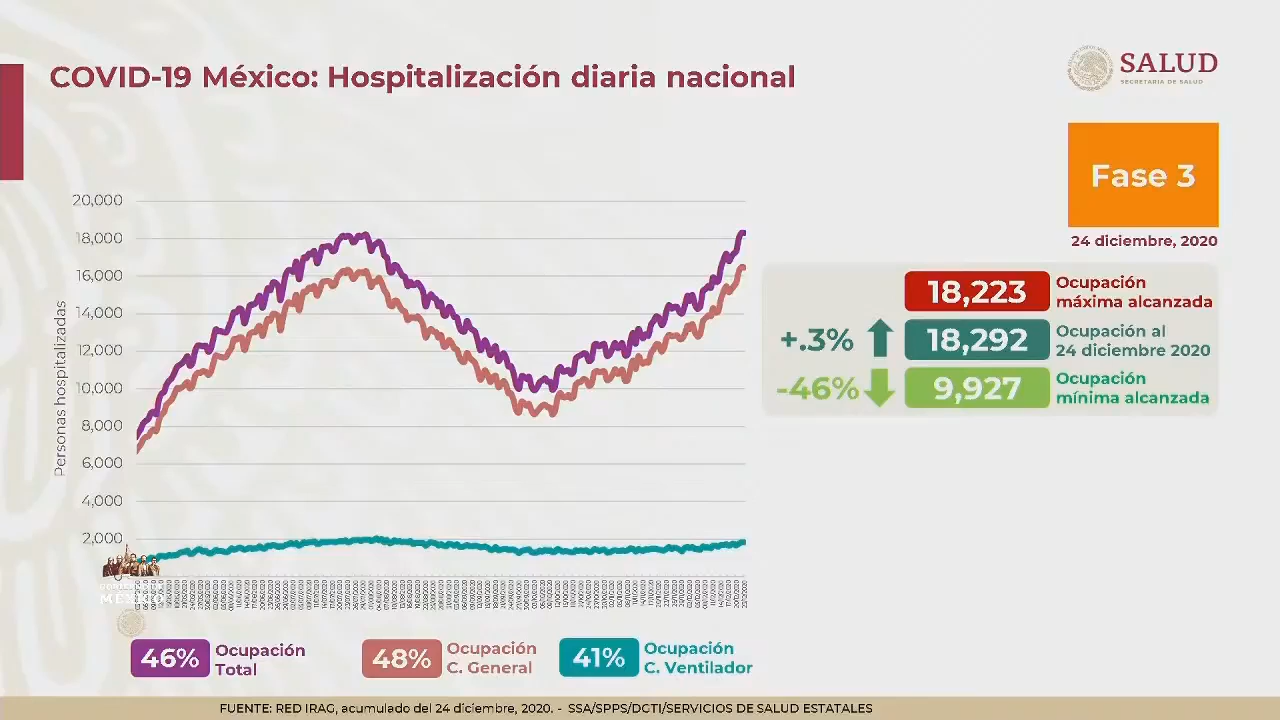 COVID-19 México: Hospitalización diaria nacional
SALUD
SECRETARÍA DE SALUD
Fase 3
24 diciembre, 2020
20,000
18,000
16,000
14,000
12,000
10,000
8,000
6,000
4,000
2,000
Personas hospitalizadas
18,223
Ocupación
máxima alcanzada
+.3%
18,292
Ocupación al
24 diciembre 2020
-46%
9,927
Ocupación
mínima alcanzada
MÉXICO
46%
Ocupación
Total
48%
Ocupación
C. General
41%
Ocupación
C. Ventilador
FUENTE: RED IRAG, acumulado del 24 diciembre, 2020. - SSA/SPPS/DCTI/SERVICIOS DE SALUD ESTATALES